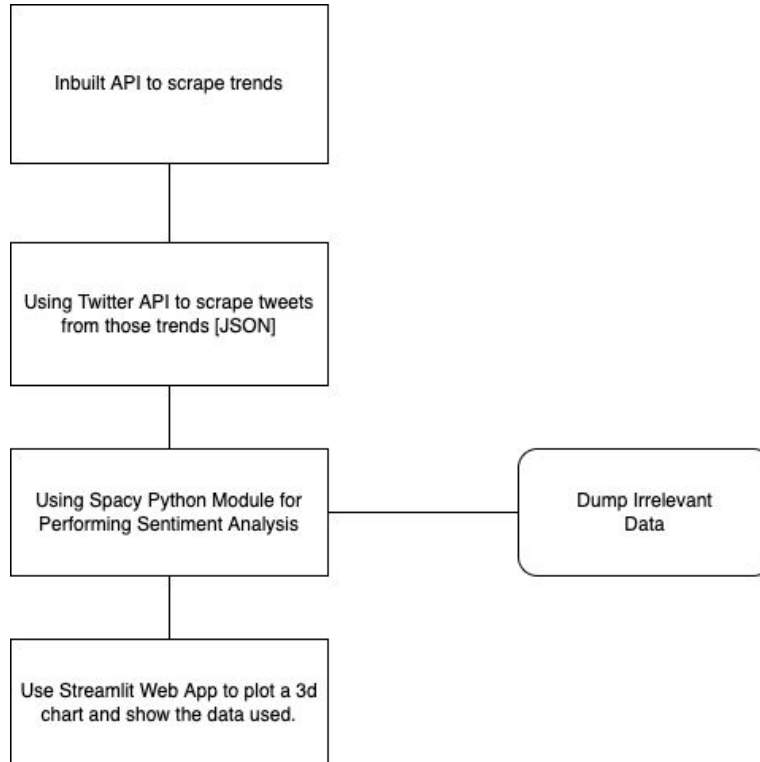 Inbuilt API to scrape trends
Using Twitter API to scrape tweets
from those trends [JSON]
Using Spacy Python Module for
Performing Sentiment Analysis
Dump Irrelevant
Data
Use Streamlit Web App to plot a 3d
chart and show the data used.